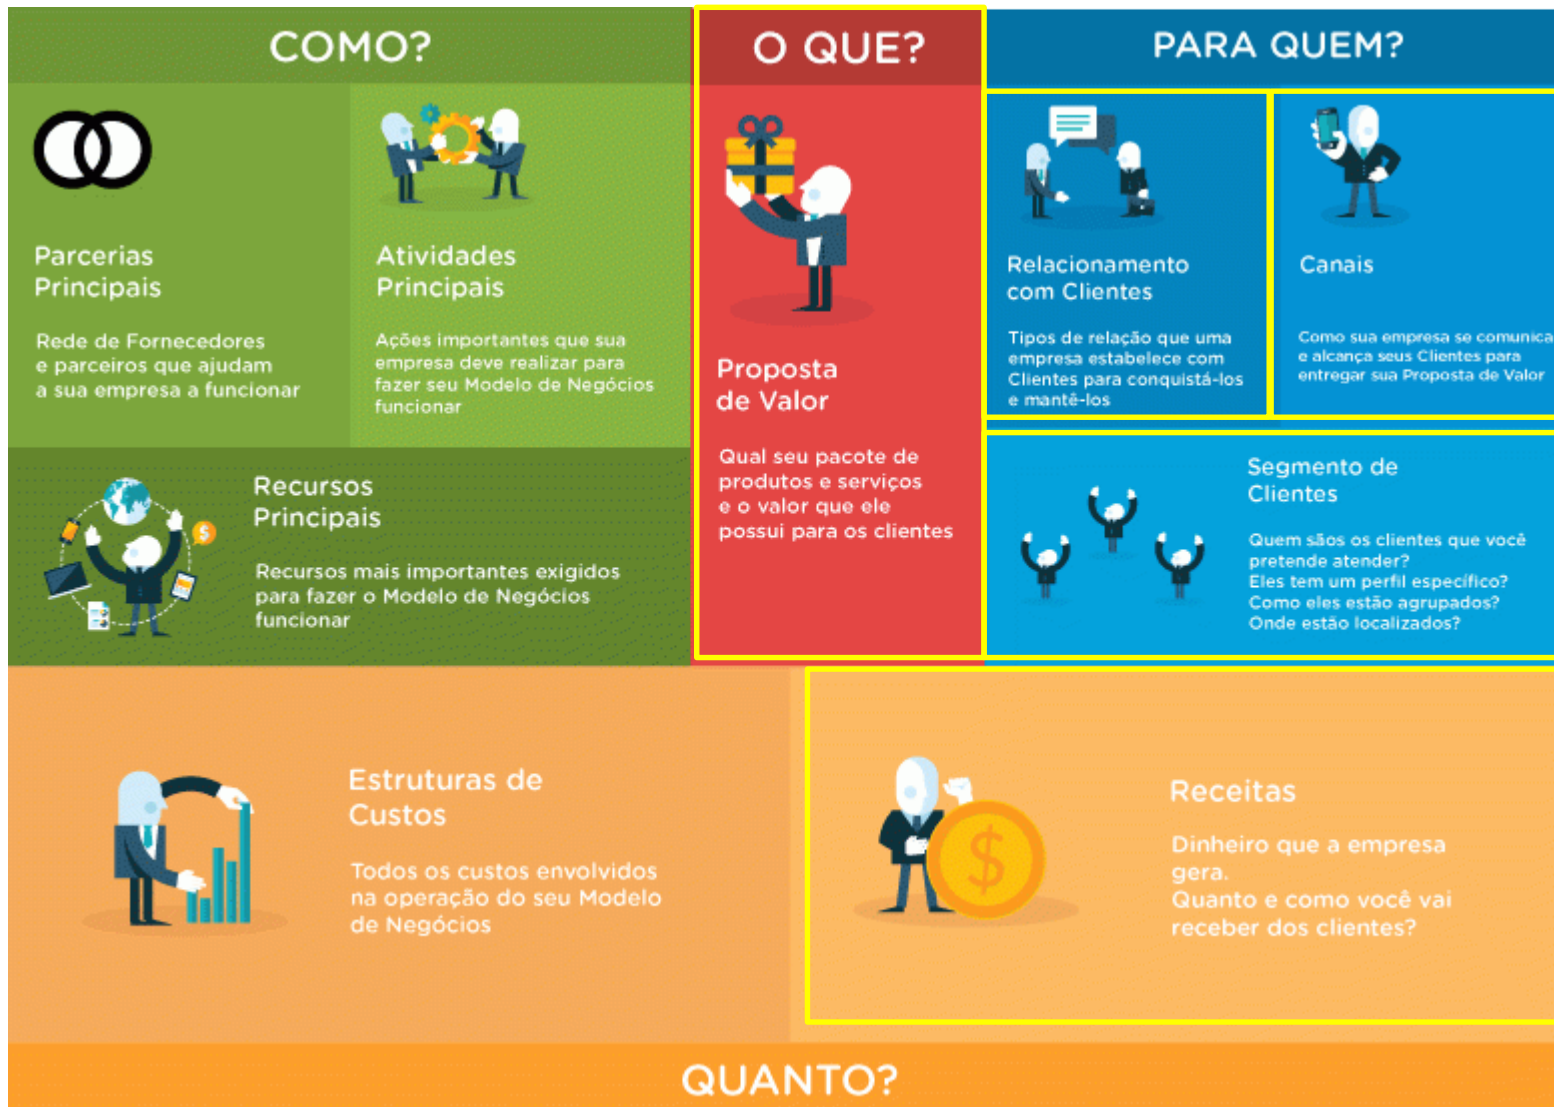 COMO?
Parcerias
Principais
Rede de Fornecedores
e parceiros que ajudam
a sua empresa a funcionar
Atividades
Principais
Ações importantes que sua
empresa deve realizar para
fazer seu Modelo de Negócios
funcionar
Recursos
Principais
Recursos mais importantes exigidos
para fazer o Modelo de Negócios
funcionar
O QUE?
Proposta
de Valor
Qual seu pacote de
produtos e serviços
e o valor que ele
possui para os clientes
PARA QUEM?
Relacionamento
com Clientes
Tipos de relação que uma
empresa estabelece com
Clientes para conquistá-los
e mantê-los
Canais
Como sua empresa se comunica
e alcança seus Clientes para
entregar sua Proposta de Valor
Segmento de
Clientes
Quem sãos os clientes que você
pretende atender?
Eles tem um perfil específico?
Como eles estão agrupados?
Onde estão localizados?
Estruturas de
Custos
Todos os custos envolvidos
na operação do seu Modelo
de Negócios
$
Receitas
Dinheiro que a empresa
gera.
Quanto e como você vai
receber dos clientes?
QUANTO?